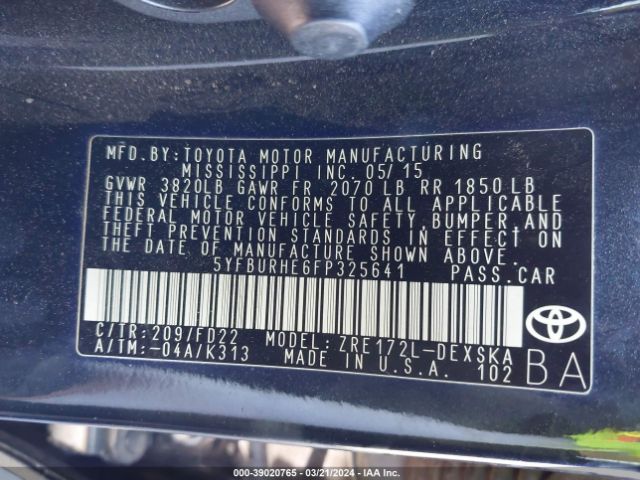 MFD.BY:TOYOTA MOTOR MANUFACTURING
MISSISSIPPI INC. 05/15
GVWR 3820LB GAWR FR 2070 LB RR 1850 LB
THIS VEHICLE CONFORMS TO ALL APPLICABLE
FEDERAL MOTOR VEHICLE SAFETY, BUMPER, AND
THEFT PREVENTION STANDARDS IN EFFECT ON
THE DATE OF MANUFACTURE SHOWN ABOVE.
5YFBURHE6FP325641 PASS.CAR
C/TR:209/FD22 MODEL: ZRE172L-DEXSKA
A/TM:-04A/K313 MADE IN U.S.A. 102
BA
000-39020765 — 03/21/2024 — IAA Inc.